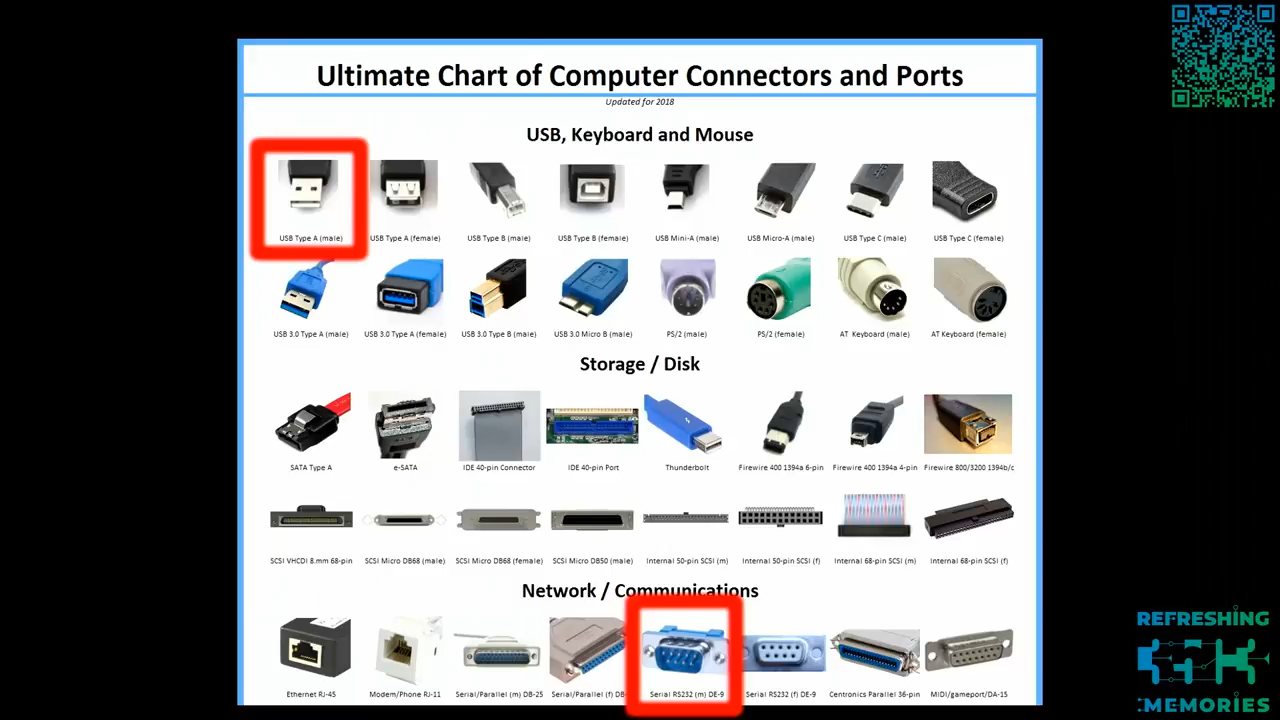 Ultimate Chart of Computer Connectors and Ports
Updated for 2018
USB, Keyboard and Mouse
USB Type A (male) USB Type A (female) USB Type B (male) USB Type B (female) USB Mini-A (male) USB Micro-A (male) USB Type C (male) USB Type C (female)
USB 3.0 Type A (male) USB 3.0 Type A (female) USB 3.0 Type B (male) USB 3.0 Micro B (male) PS/2 (male) PS/2 (female) AT Keyboard (male) AT Keyboard (female)
Storage / Disk
SATA Type A e-SATA IDE 40-pin Connector IDE 40-pin Port Thunderbolt Firewire 400 1394a 6-pin Firewire 400 1394a 4-pin Firewire 800/3200 1394b/c
SCSI VHCDI 8.mm 68-pin SCSI Micro DB68 (male) SCSI Micro DB68 (female) SCSI Micro DB50 (male) Internal 50-pin SCSI (m) Internal 50-pin SCSI (f) Internal 68-pin SCSI (m) Internal 68-pin SCSI (f)
Network / Communications
Ethernet RJ-45 Modem/Phone RJ-11 Serial/Parallel (m) DB-25 Serial/Parallel (f) Serial RS232 (m) DE-9 Serial RS232 (f) DE-9 Centronics Parallel 36-pin MIDI/gameport/DA-15
REFRESHING
MEMORIES